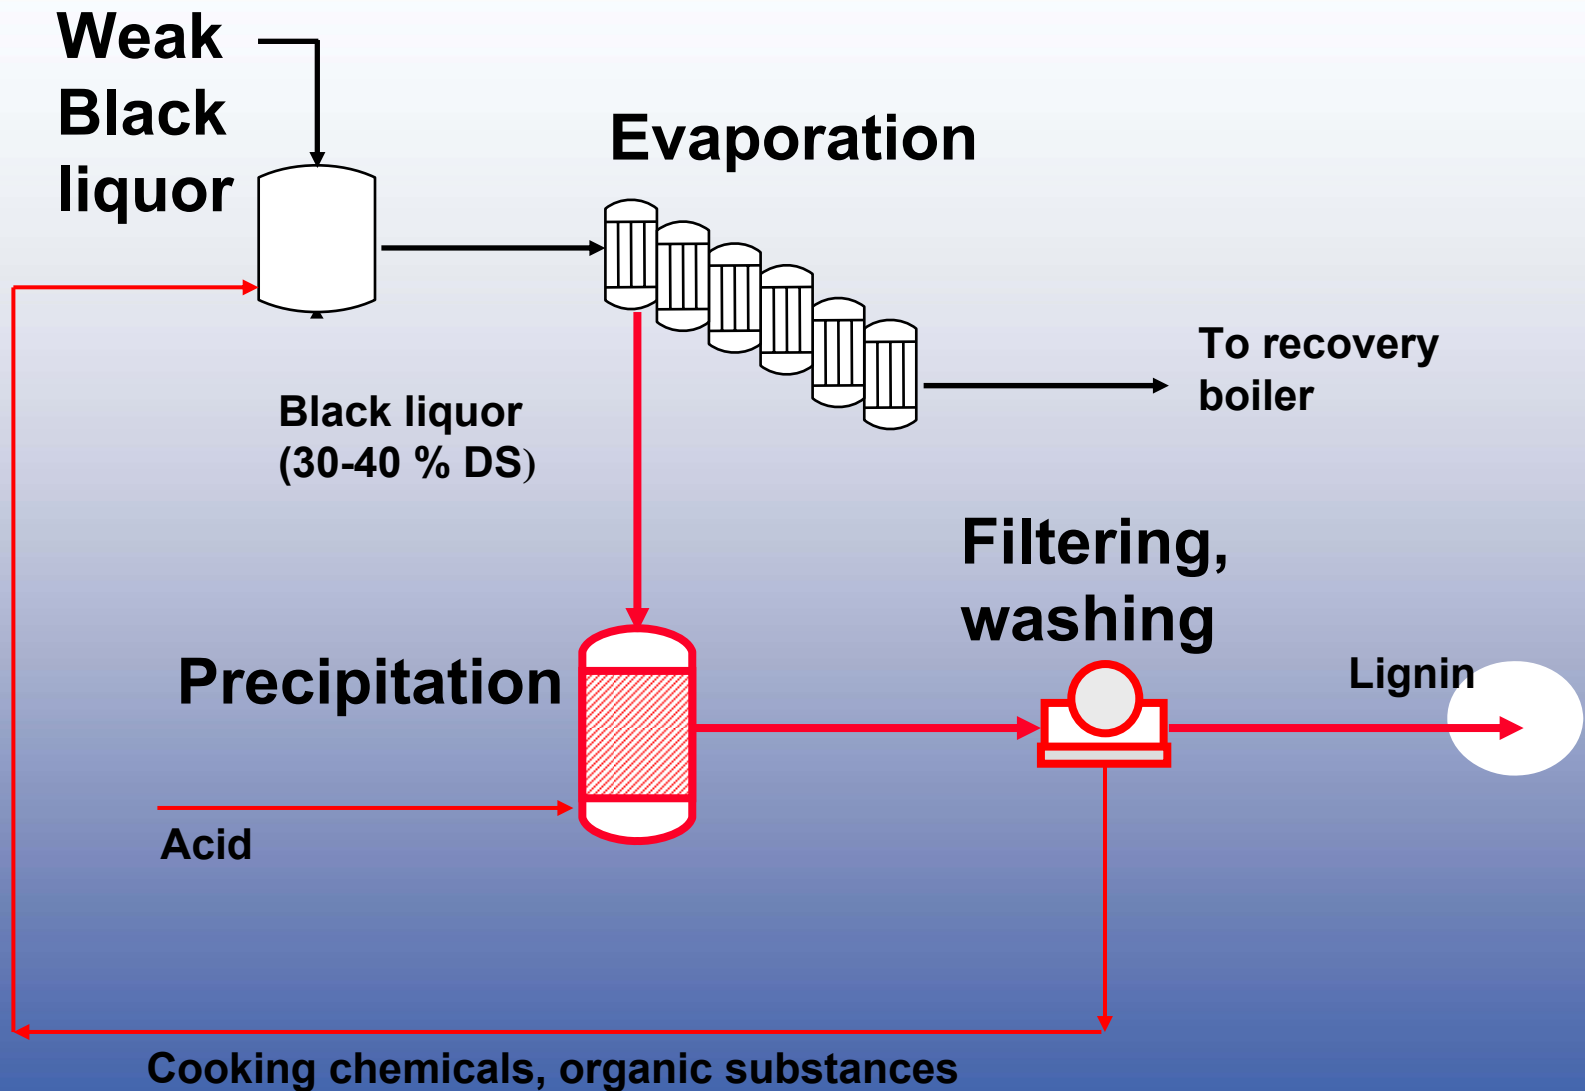 Weak
Black
liquor
Evaporation
To recovery
boiler
Black liquor
(30-40 % DS)
Filtering,
washing
Precipitation
Lignin
Acid
Cooking chemicals, organic substances